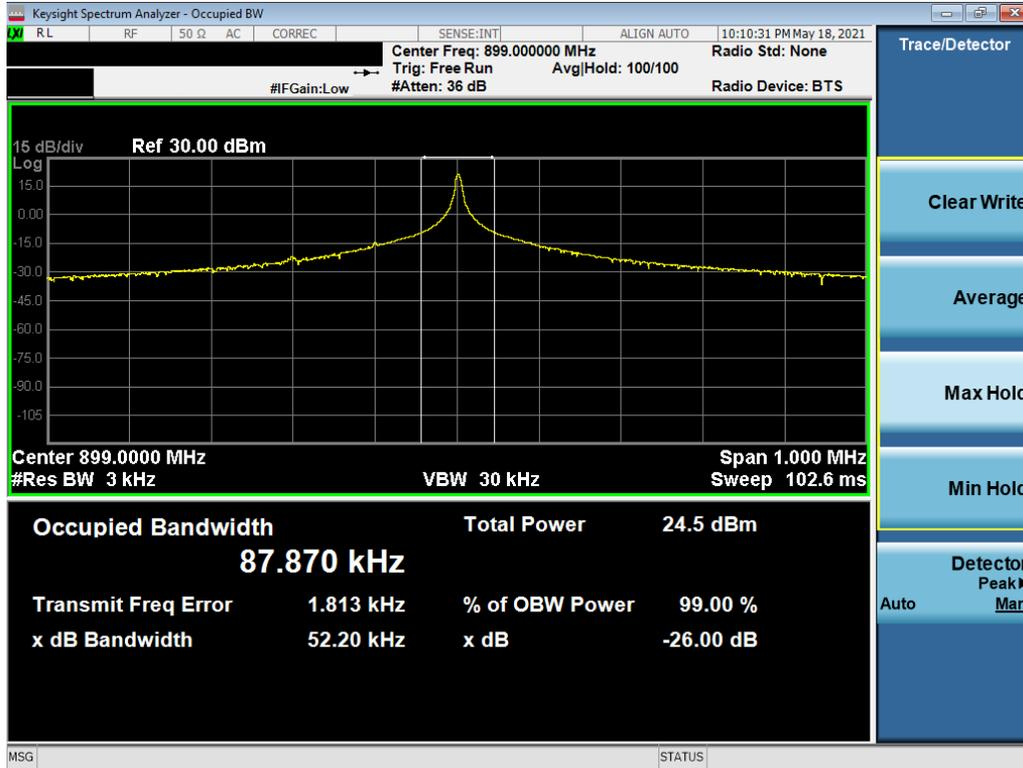 Keysight Spectrum Analyzer - Occupied BW
LXI RL RF 50 Ω AC CORREC SENSE:INT ALIGN AUTO 10:10:31 PM May 18, 2021
Center Freq: 899.000000 MHz Radio Std: None
Trig: Free Run Avg|Hold: 100/100
#IFGain:Low #Atten: 36 dB Radio Device: BTS
15 dB/div Ref 30.00 dBm
Log
15.0
0.00
-15.0
-30.0
-45.0
-60.0
-75.0
-90.0
-105
Center 899.0000 MHz Span 1.000 MHz
#Res BW 3 kHz VBW 30 kHz Sweep 102.6 ms
Occupied Bandwidth Total Power 24.5 dBm
87.870 kHz
Transmit Freq Error 1.813 kHz % of OBW Power 99.00 %
x dB Bandwidth 52.20 kHz x dB -26.00 dB
MSG STATUS
Trace/Detector
Clear Write
Average
Max Hold
Min Hold
Detector
Peak
Auto Man